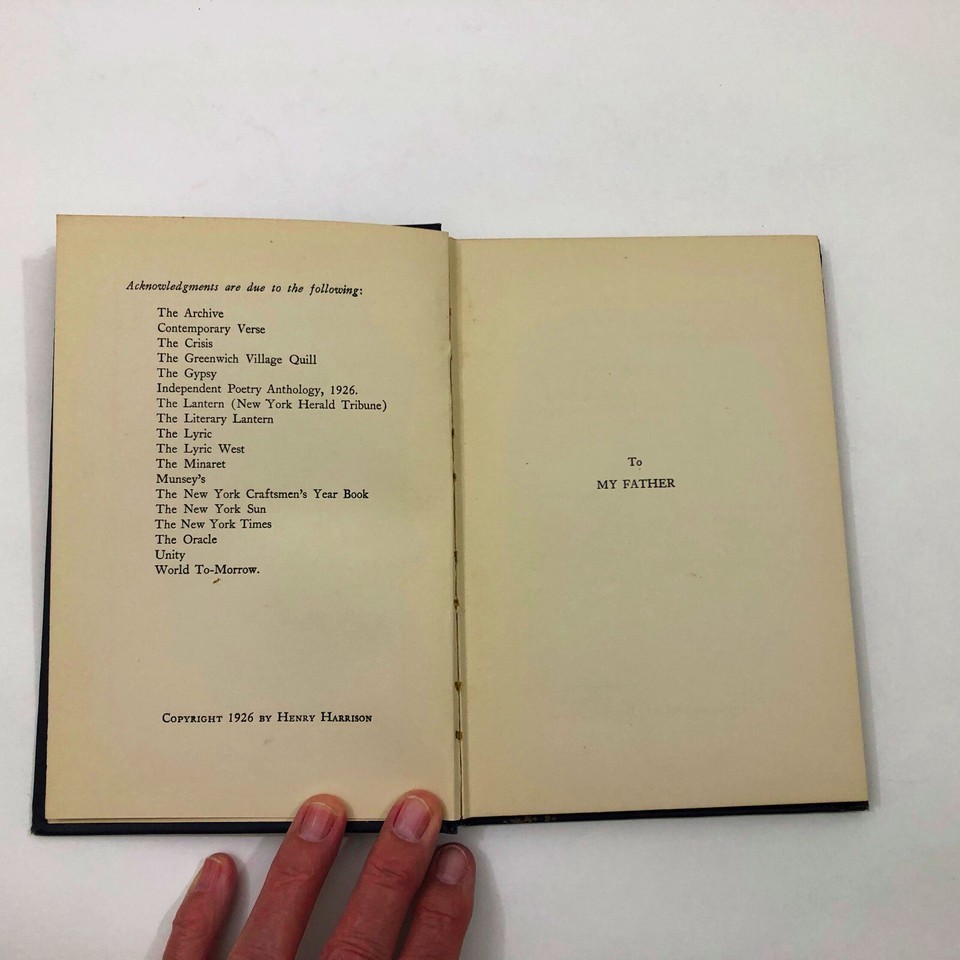 Acknowledgments are due to the following:
The Archive
Contemporary Verse
The Crisis
The Greenwich Village Quill
The Gypsy
Independent Poetry Anthology, 1926.
The Lantern (New York Herald Tribune)
The Literary Lantern
The Lyric
The Lyric West
The Minaret
Munsey's
The New York Craftsmen's Year Book
The New York Sun
The New York Times
The Oracle
Unity
World To-Morrow.
Copyright 1926 by Henry Harrison
To
MY FATHER